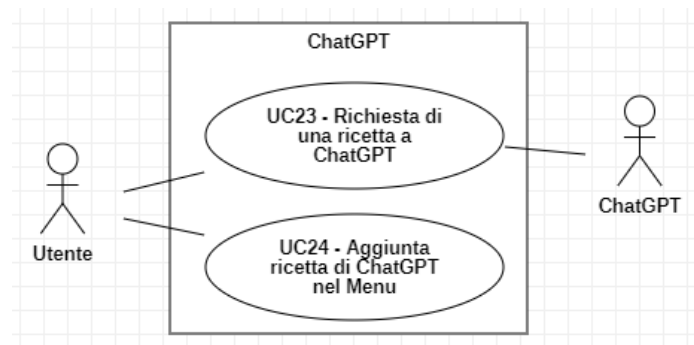 ChatGPT
UC23 - Richiesta di
una ricetta a
ChatGPT
ChatGPT
Utente
UC24 - Aggiunta
ricetta di ChatGPT
nel Menu